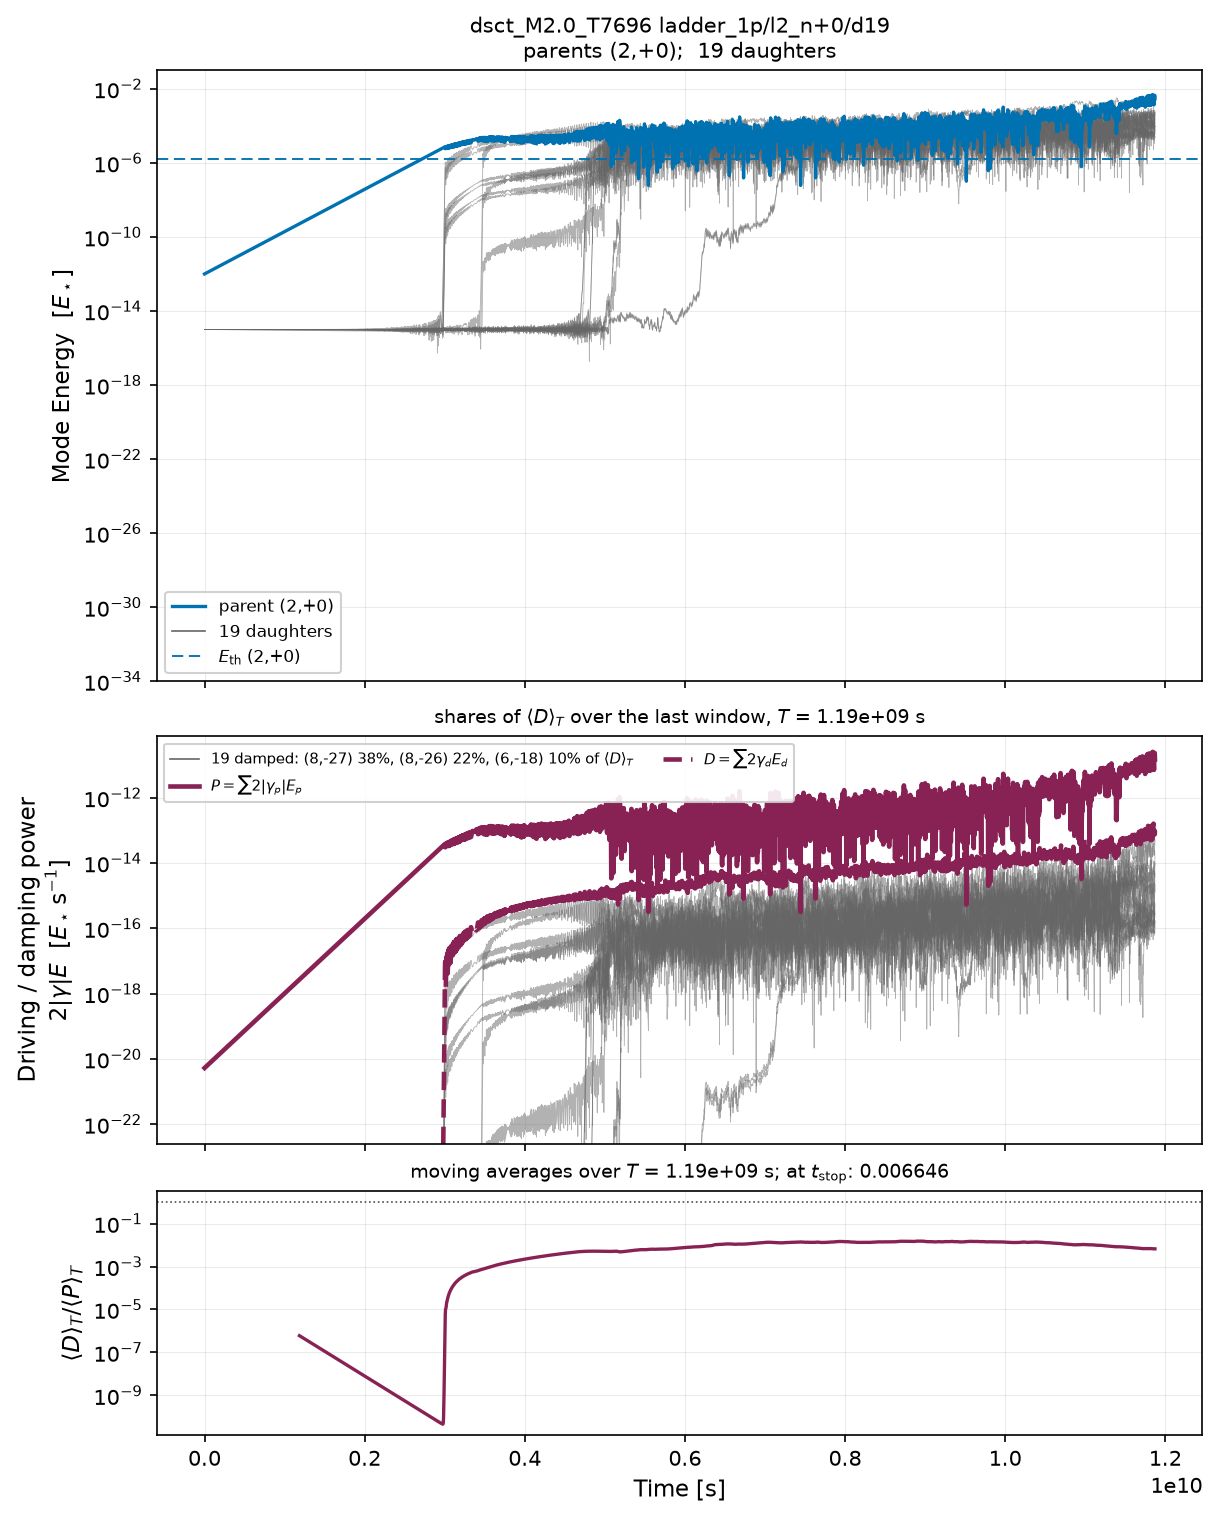 dsct_M2.0_T7696 ladder_1p/l2_n+0/d19
parents (2,+0);  19 daughters
10⁻²
10⁻⁶
10⁻¹⁰
10⁻¹⁴
10⁻¹⁸
10⁻²²
10⁻²⁶
10⁻³⁰
10⁻³⁴
Mode Energy [E⋆]
parent (2,+0)
19 daughters
E_th (2,+0)
shares of ⟨D⟩_T over the last window, T = 1.19e+09 s
19 damped: (8,-27) 38%, (8,-26) 22%, (6,-18) 10% of ⟨D⟩_T
P = ∑2|γ_p|E_p
D = ∑2γ_dE_d
10⁻¹²
10⁻¹⁴
10⁻¹⁶
10⁻¹⁸
10⁻²⁰
10⁻²²
Driving / damping power
2|γ|E [E⋆ s⁻¹]
moving averages over T = 1.19e+09 s; at t_stop: 0.006646
10⁻¹
10⁻³
10⁻⁵
10⁻⁷
10⁻⁹
⟨D⟩_T/⟨P⟩_T
0.0 0.2 0.4 0.6 0.8 1.0 1.2
1e10
Time [s]